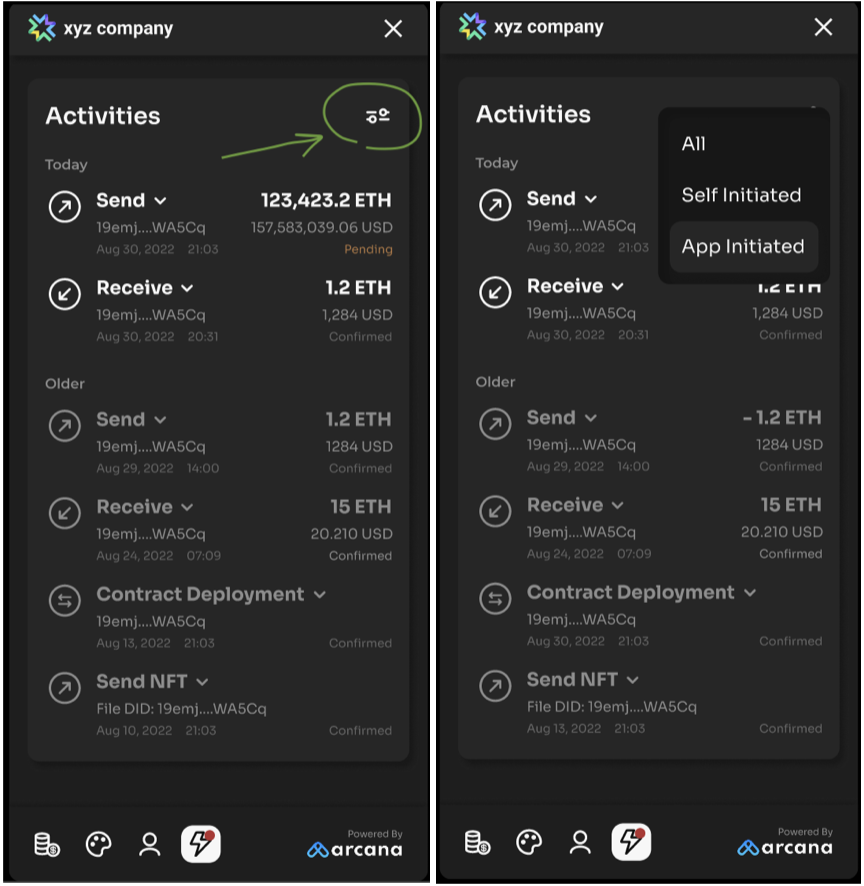 xyz company
Activities
Today
Send 123,423.2 ETH
19emj....WA5Cq 157,583,039.06 USD
Aug 30, 2022 21:03 Pending
Receive 1.2 ETH
19emj....WA5Cq 1,284 USD
Aug 30, 2022 20:31 Confirmed
Older
Send 1.2 ETH
19emj....WA5Cq 1284 USD
Aug 29, 2022 14:00 Confirmed
Receive 15 ETH
19emj....WA5Cq 20.210 USD
Aug 24, 2022 07:09 Confirmed
Contract Deployment
19emj....WA5Cq
Aug 13, 2022 21:03 Confirmed
Send NFT
File DID: 19emj....WA5Cq
Aug 10, 2022 21:03 Confirmed
Powered By
arcana
xyz company
Activities
All
Self Initiated
App Initiated
Today
Send
19emj....WA5Cq
Aug 30, 2022 21:03
Receive 1.2 ETH
19emj....WA5Cq 1,284 USD
Aug 30, 2022 20:31 Confirmed
Older
Send - 1.2 ETH
19emj....WA5Cq 1284 USD
Aug 29, 2022 14:00 Confirmed
Receive 15 ETH
19emj....WA5Cq 20.210 USD
Aug 24, 2022 07:09 Confirmed
Contract Deployment
19emj....WA5Cq
Aug 30, 2022 21:03 Confirmed
Send NFT
File DID: 19emj....WA5Cq
Aug 13, 2022 21:03 Confirmed
Powered By
arcana